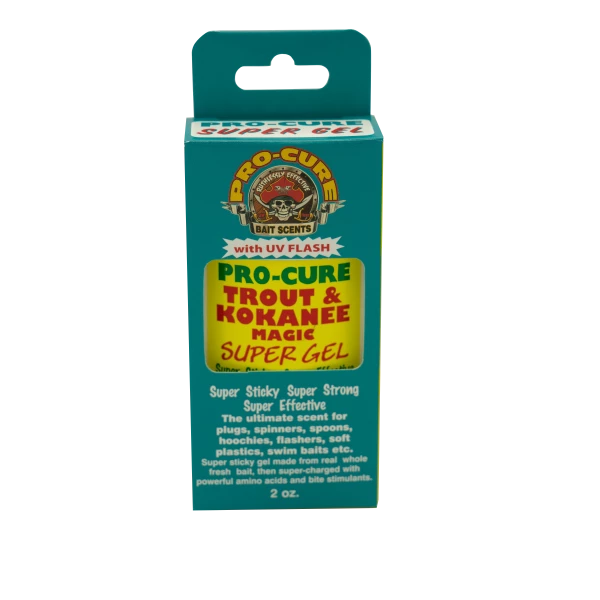 PRO-CURE
SUPER GEL
PRO-CURE
RUTHLESSLY EFFECTIVE
BAIT SCENTS
with UV FLASH
PRO-CURE
TROUT &
KOKANEE
MAGIC
SUPER GEL
Super Sticky Super Strong
Super Effective
The ultimate scent for
plugs, spinners, spoons,
hoochies, flashers, soft
plastics, swim baits etc.
Super sticky gel made from real whole
fresh bait, then super-charged with
powerful amino acids and bite stimulants.
2 oz.